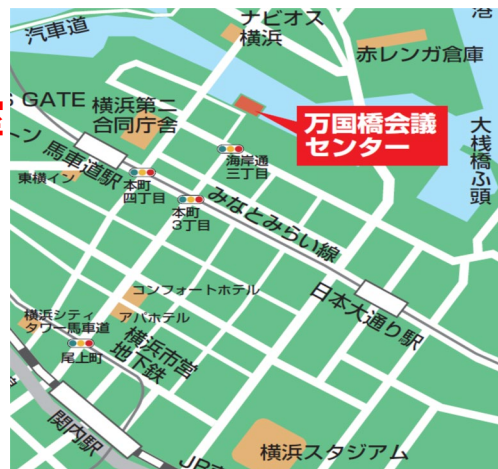 汽車道
ナビオス
横浜
港
赤レンガ倉庫
GATE
横浜第二
合同庁舎
万国橋会議
センター
大桟橋ふ頭
馬車道駅
海岸通
三丁目
東横イン
本町
四丁目
本町
3丁目
みなとみらい線
日本大通り駅
コンフォートホテル
アパホテル
横浜シティ
タワー馬車道
尾上町
横浜市営
地下鉄
関内駅
横浜スタジアム